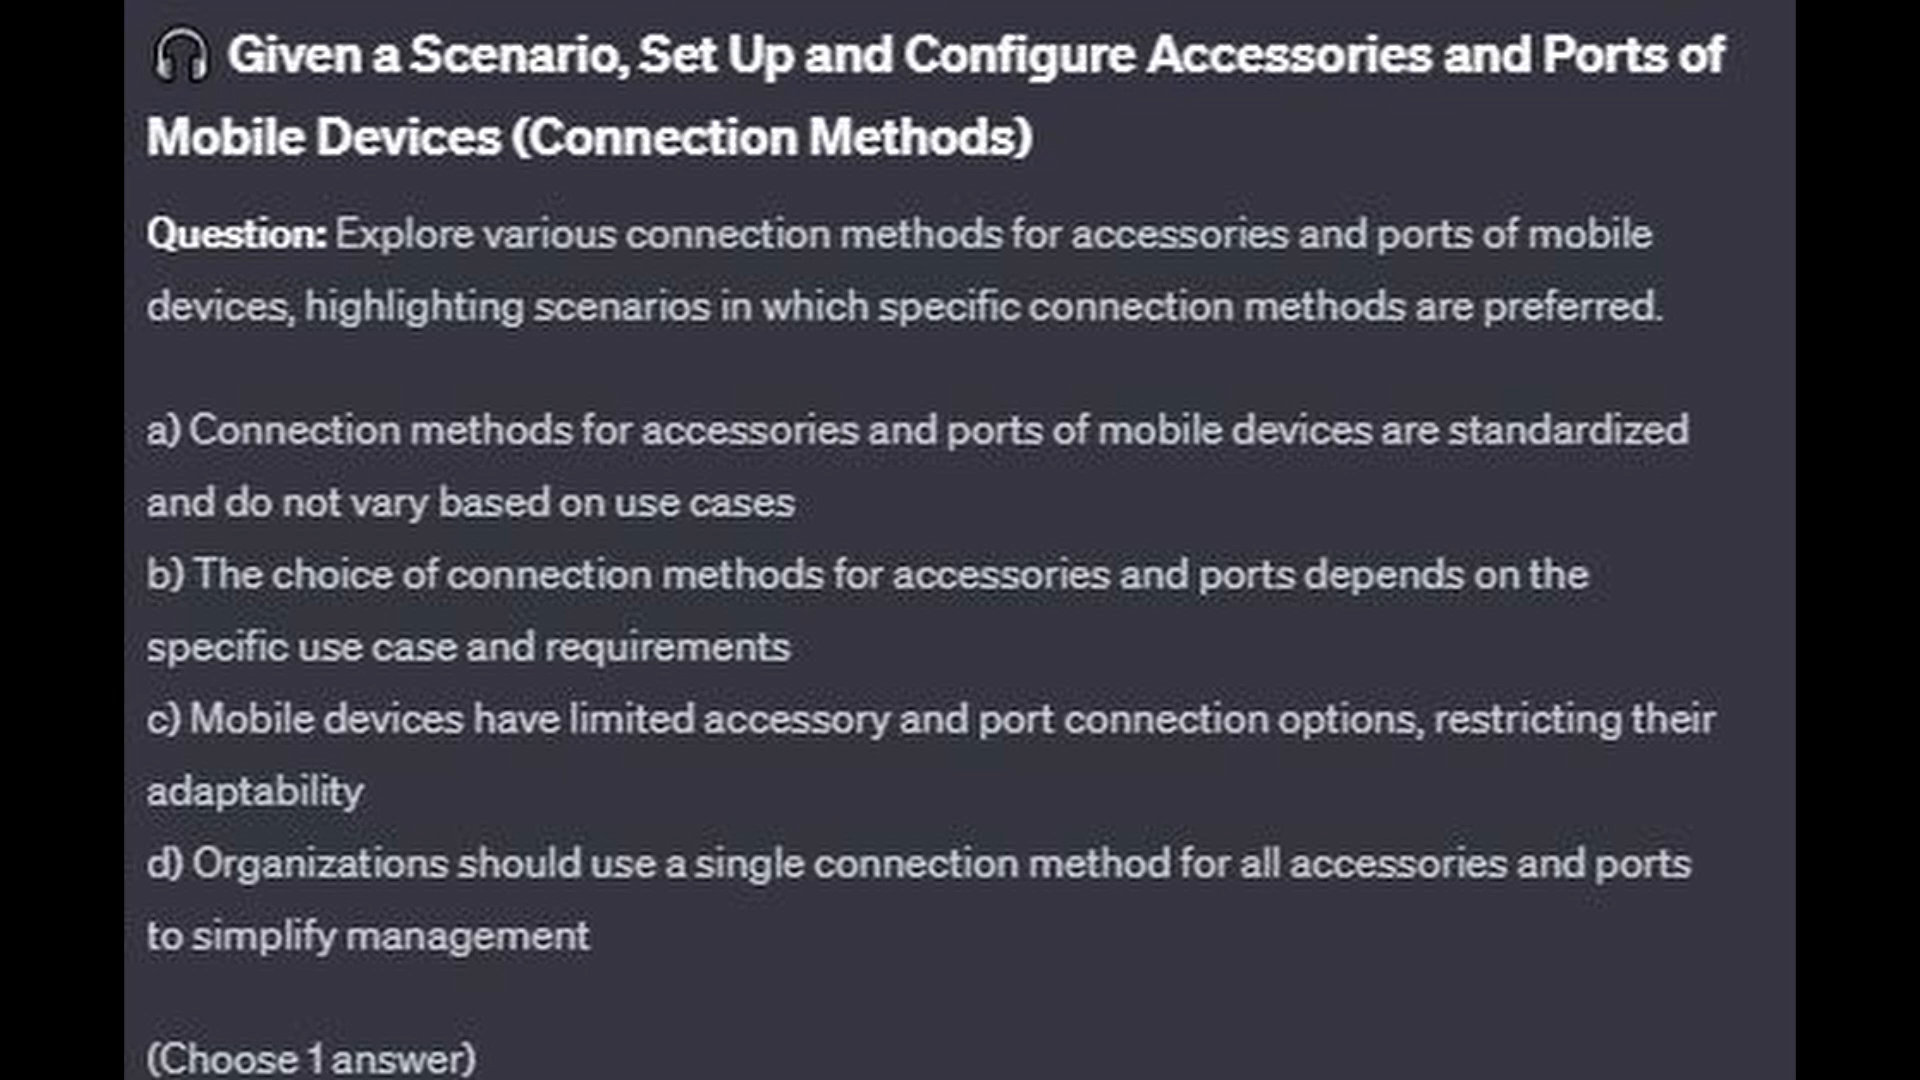 🎧 Given a Scenario, Set Up and Configure Accessories and Ports of
Mobile Devices (Connection Methods)
Question: Explore various connection methods for accessories and ports of mobile
devices, highlighting scenarios in which specific connection methods are preferred.
a) Connection methods for accessories and ports of mobile devices are standardized
and do not vary based on use cases
b) The choice of connection methods for accessories and ports depends on the
specific use case and requirements
c) Mobile devices have limited accessory and port connection options, restricting their
adaptability
d) Organizations should use a single connection method for all accessories and ports
to simplify management
(Choose 1 answer)